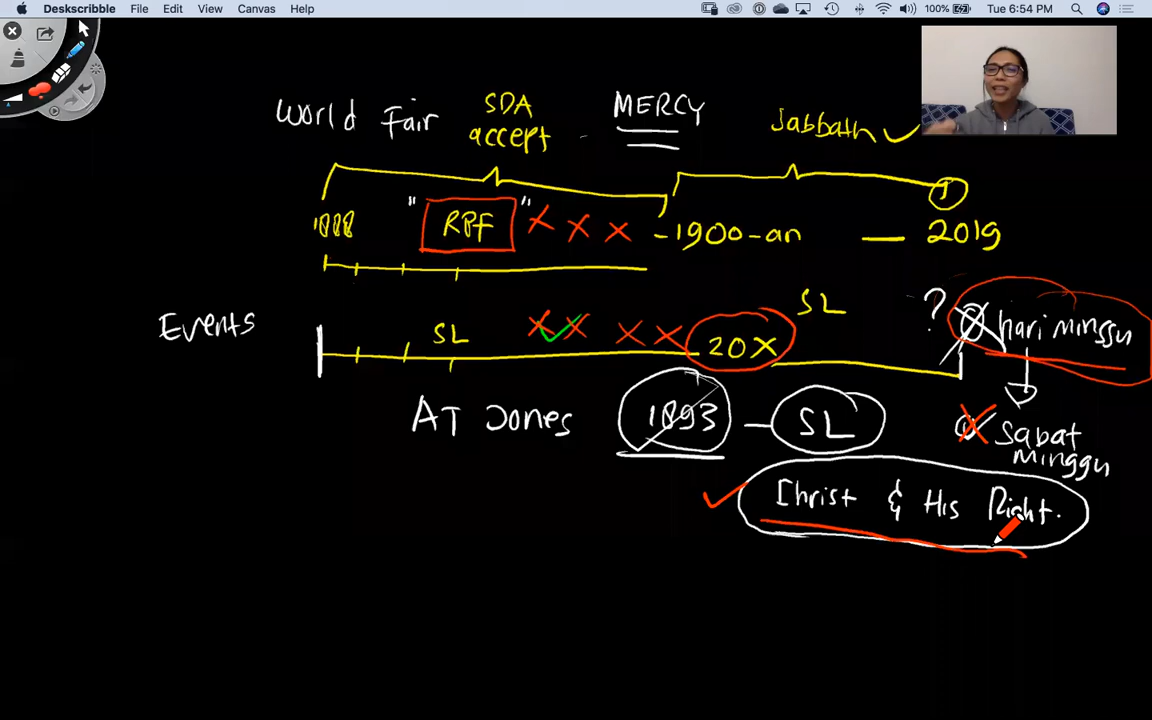 Deskscribble File Edit View Canvas Help 100% Tue 6:54 PM
World Fair SDA accept - MERCY Sabbath
1888 "RPF" X X X -1900-an — 2019 1
Events SL X X X X 20X SL ? hari minggu
AT Jones 1893 - SL Sabat minggu
Christ & His Right.